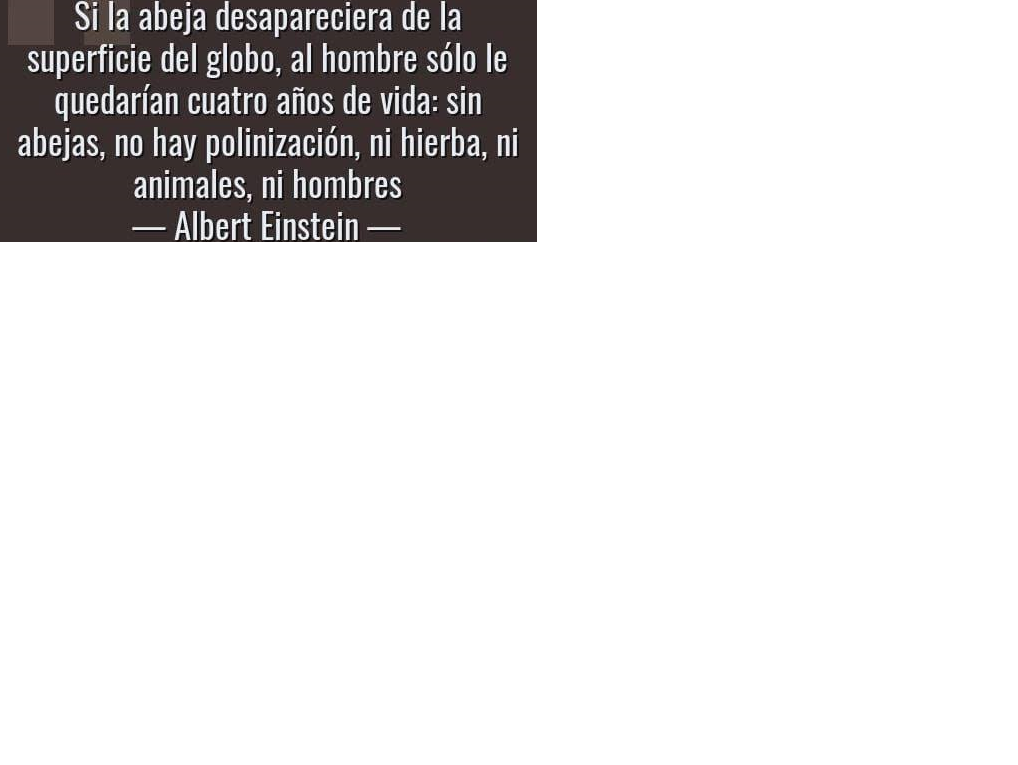 Si la abeja desapareciera de la
superficie del globo, al hombre sólo le
quedarían cuatro años de vida: sin
abejas, no hay polinización, ni hierba, ni
animales, ni hombres
— Albert Einstein —